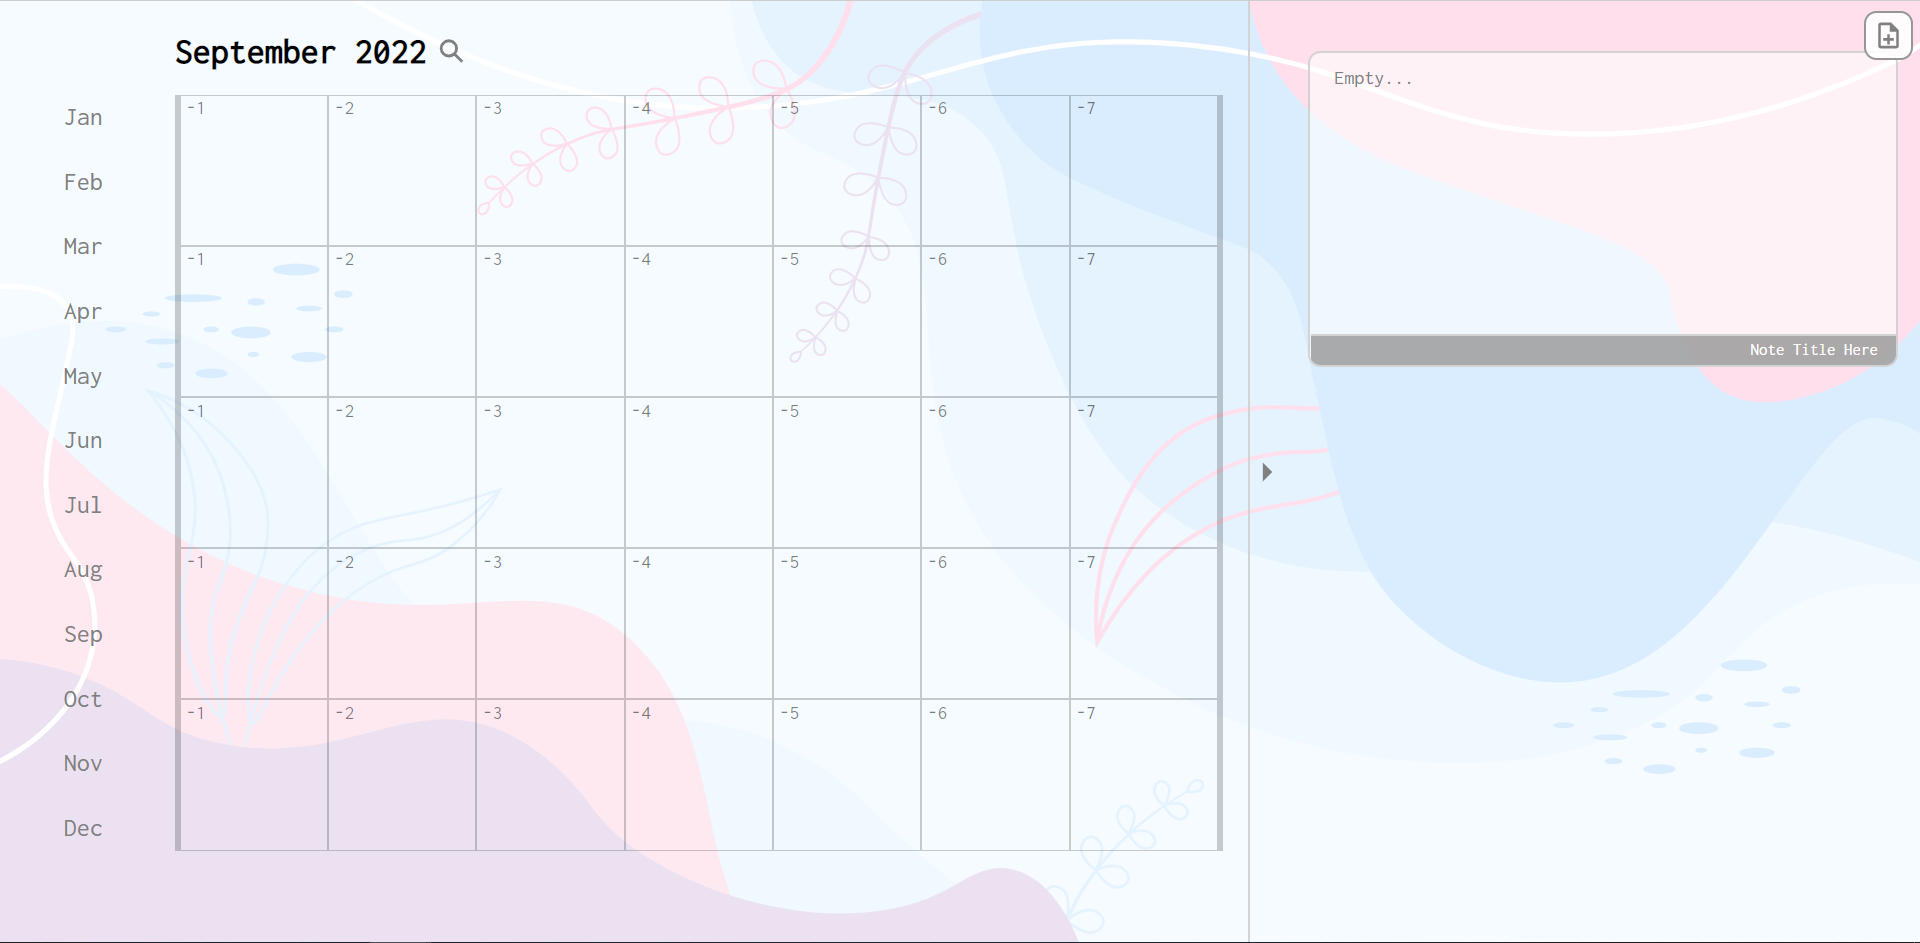 September 2022
Jan
Feb
Mar
Apr
May
Jun
Jul
Aug
Sep
Oct
Nov
Dec
-1 -2 -3 -4 -5 -6 -7
-1 -2 -3 -4 -5 -6 -7
-1 -2 -3 -4 -5 -6 -7
-1 -2 -3 -4 -5 -6 -7
-1 -2 -3 -4 -5 -6 -7
Empty...
Note Title Here